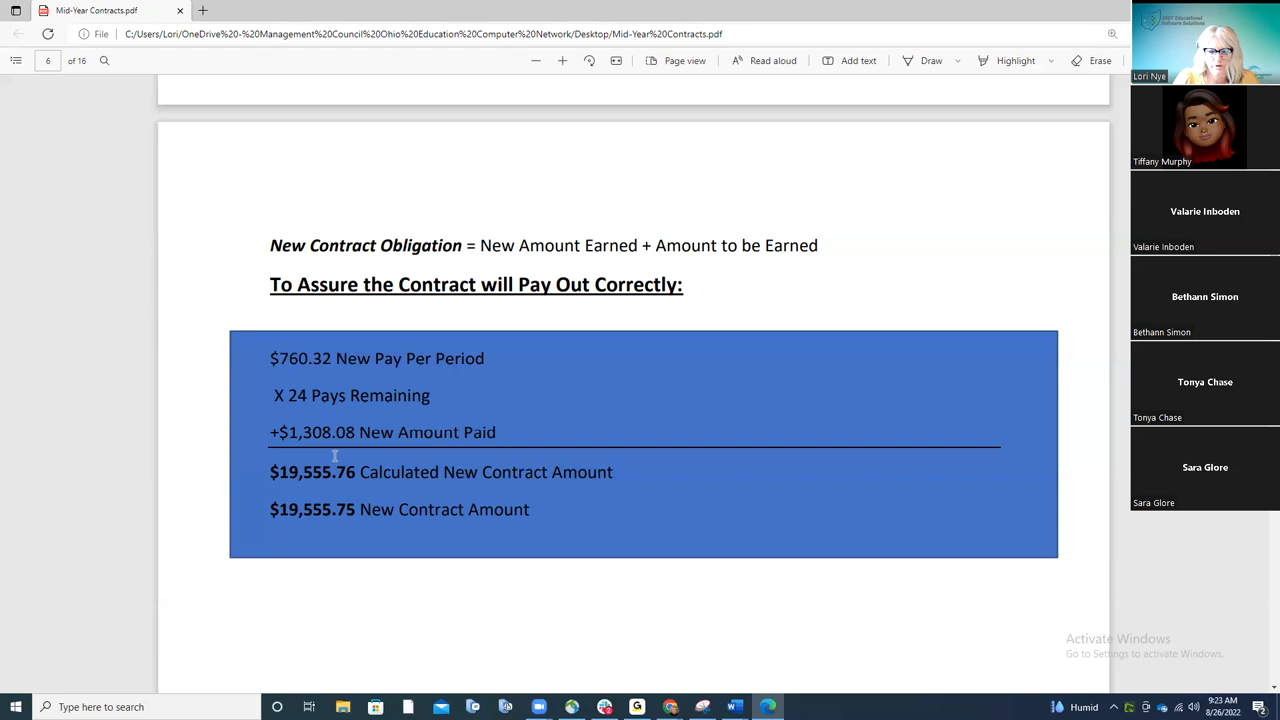 Mid-Year Contracts.pdf
File
C:/Users/Lori/OneDrive%20-%20Management%20Council%20Ohio%20Education%20Computer%20Network/Desktop/Mid-Year%20Contracts.pdf
6 of 16
Page view
Read aloud
Add text
Draw
Highlight
Erase
Lori Nye
Tiffany Murphy
Valarie Inboden
Valarie Inboden
New Contract Obligation = New Amount Earned + Amount to be Earned
To Assure the Contract will Pay Out Correctly:
Bethann Simon
Bethann Simon
$760.32 New Pay Per Period
X 24 Pays Remaining
+$1,308.08 New Amount Paid
$19,555.76 Calculated New Contract Amount
$19,555.75 New Contract Amount
Tonya Chase
Tonya Chase
Sara Glore
Sara Glore
Activate Windows
Go to Settings to activate Windows.
Type here to search
Humid
9:23 AM
8/26/2022